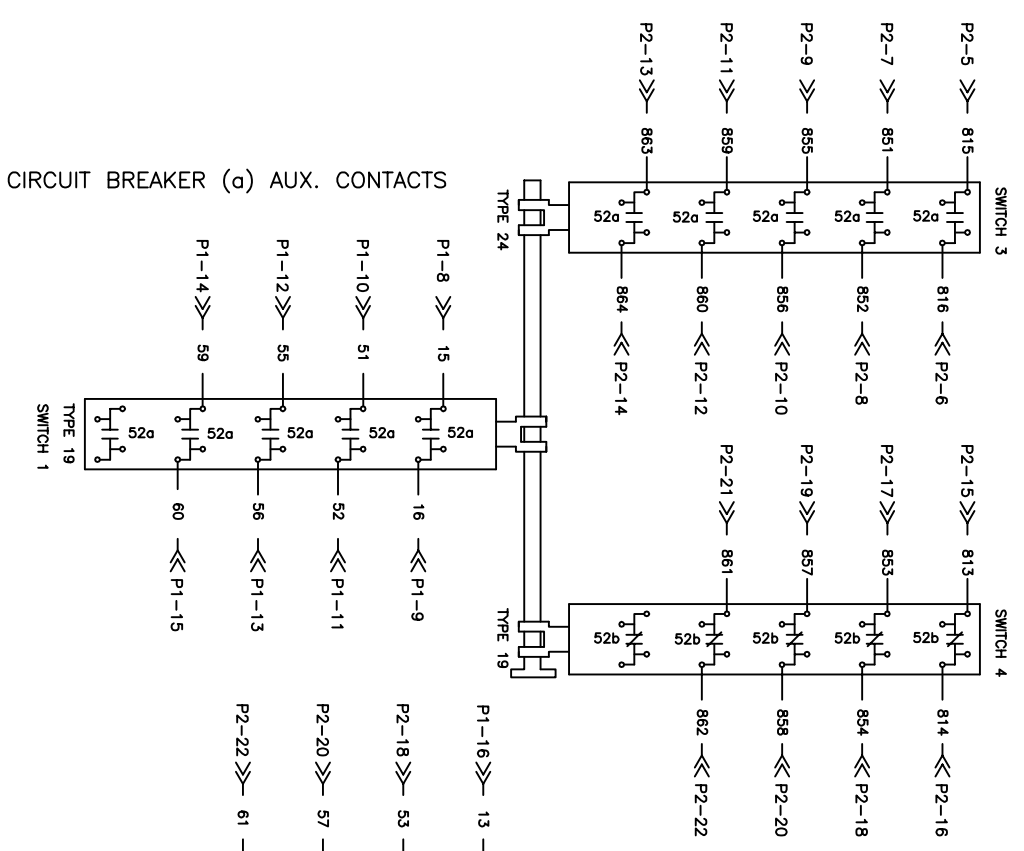 P2-13
P2-11
P2-9
P2-7
P2-5
863
859
855
851
815
SWITCH 3
52a
52a
52a
52a
52a
TYPE 24
864
860
856
852
816
P2-14
P2-12
P2-10
P2-8
P2-6
CIRCUIT BREAKER (a) AUX. CONTACTS
P1-14
P1-12
P1-10
P1-8
59
55
51
15
SWITCH 1
TYPE 19
52a
52a
52a
52a
52a
60
56
52
16
P1-15
P1-13
P1-11
P1-9
P2-21
P2-19
P2-17
P2-15
861
857
853
813
SWITCH 4
52b
52b
52b
52b
52b
TYPE 19
862
858
854
814
P2-22
P2-20
P2-18
P2-16
P2-22
P2-20
P2-18
P1-16
61
57
53
13